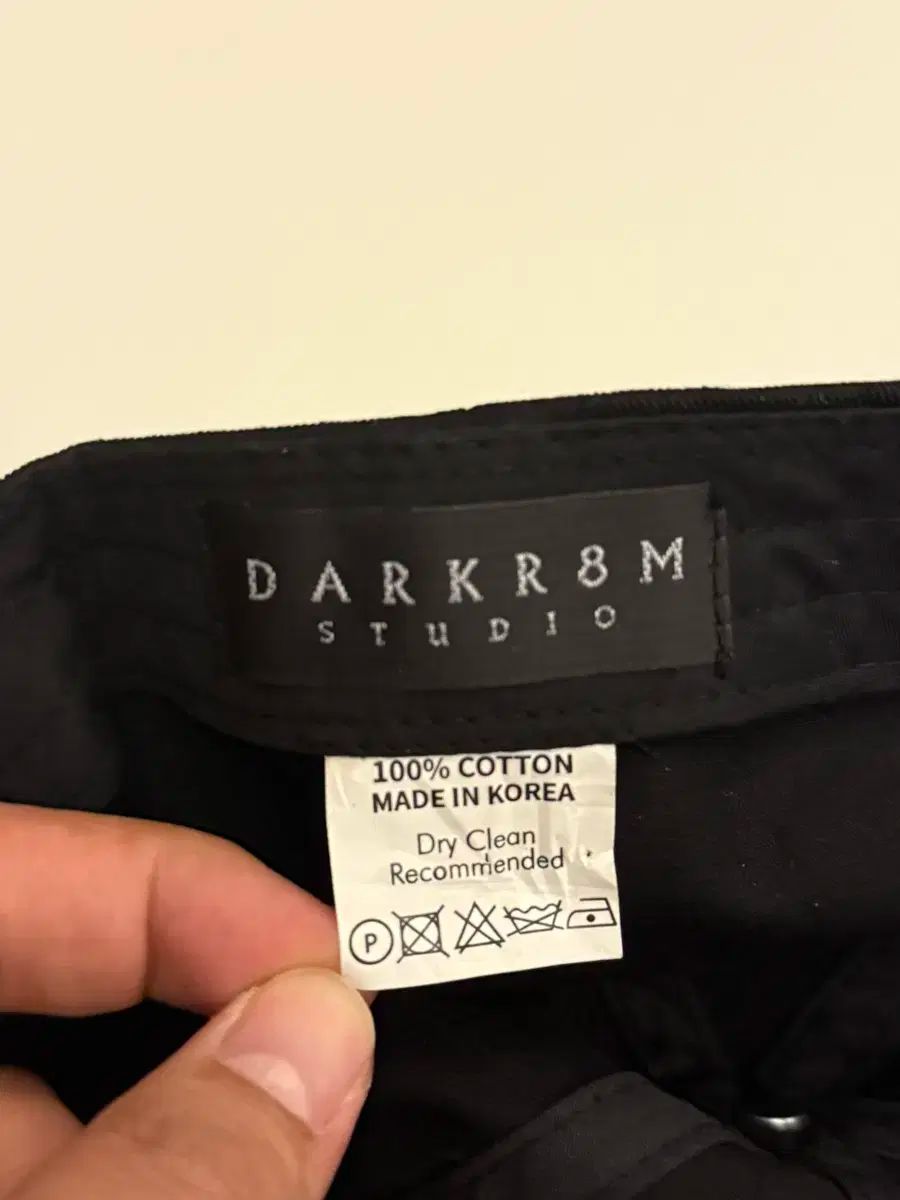 DARKR8M
STUDIO
100% COTTON
MADE IN KOREA
Dry Clean
Recommended
P